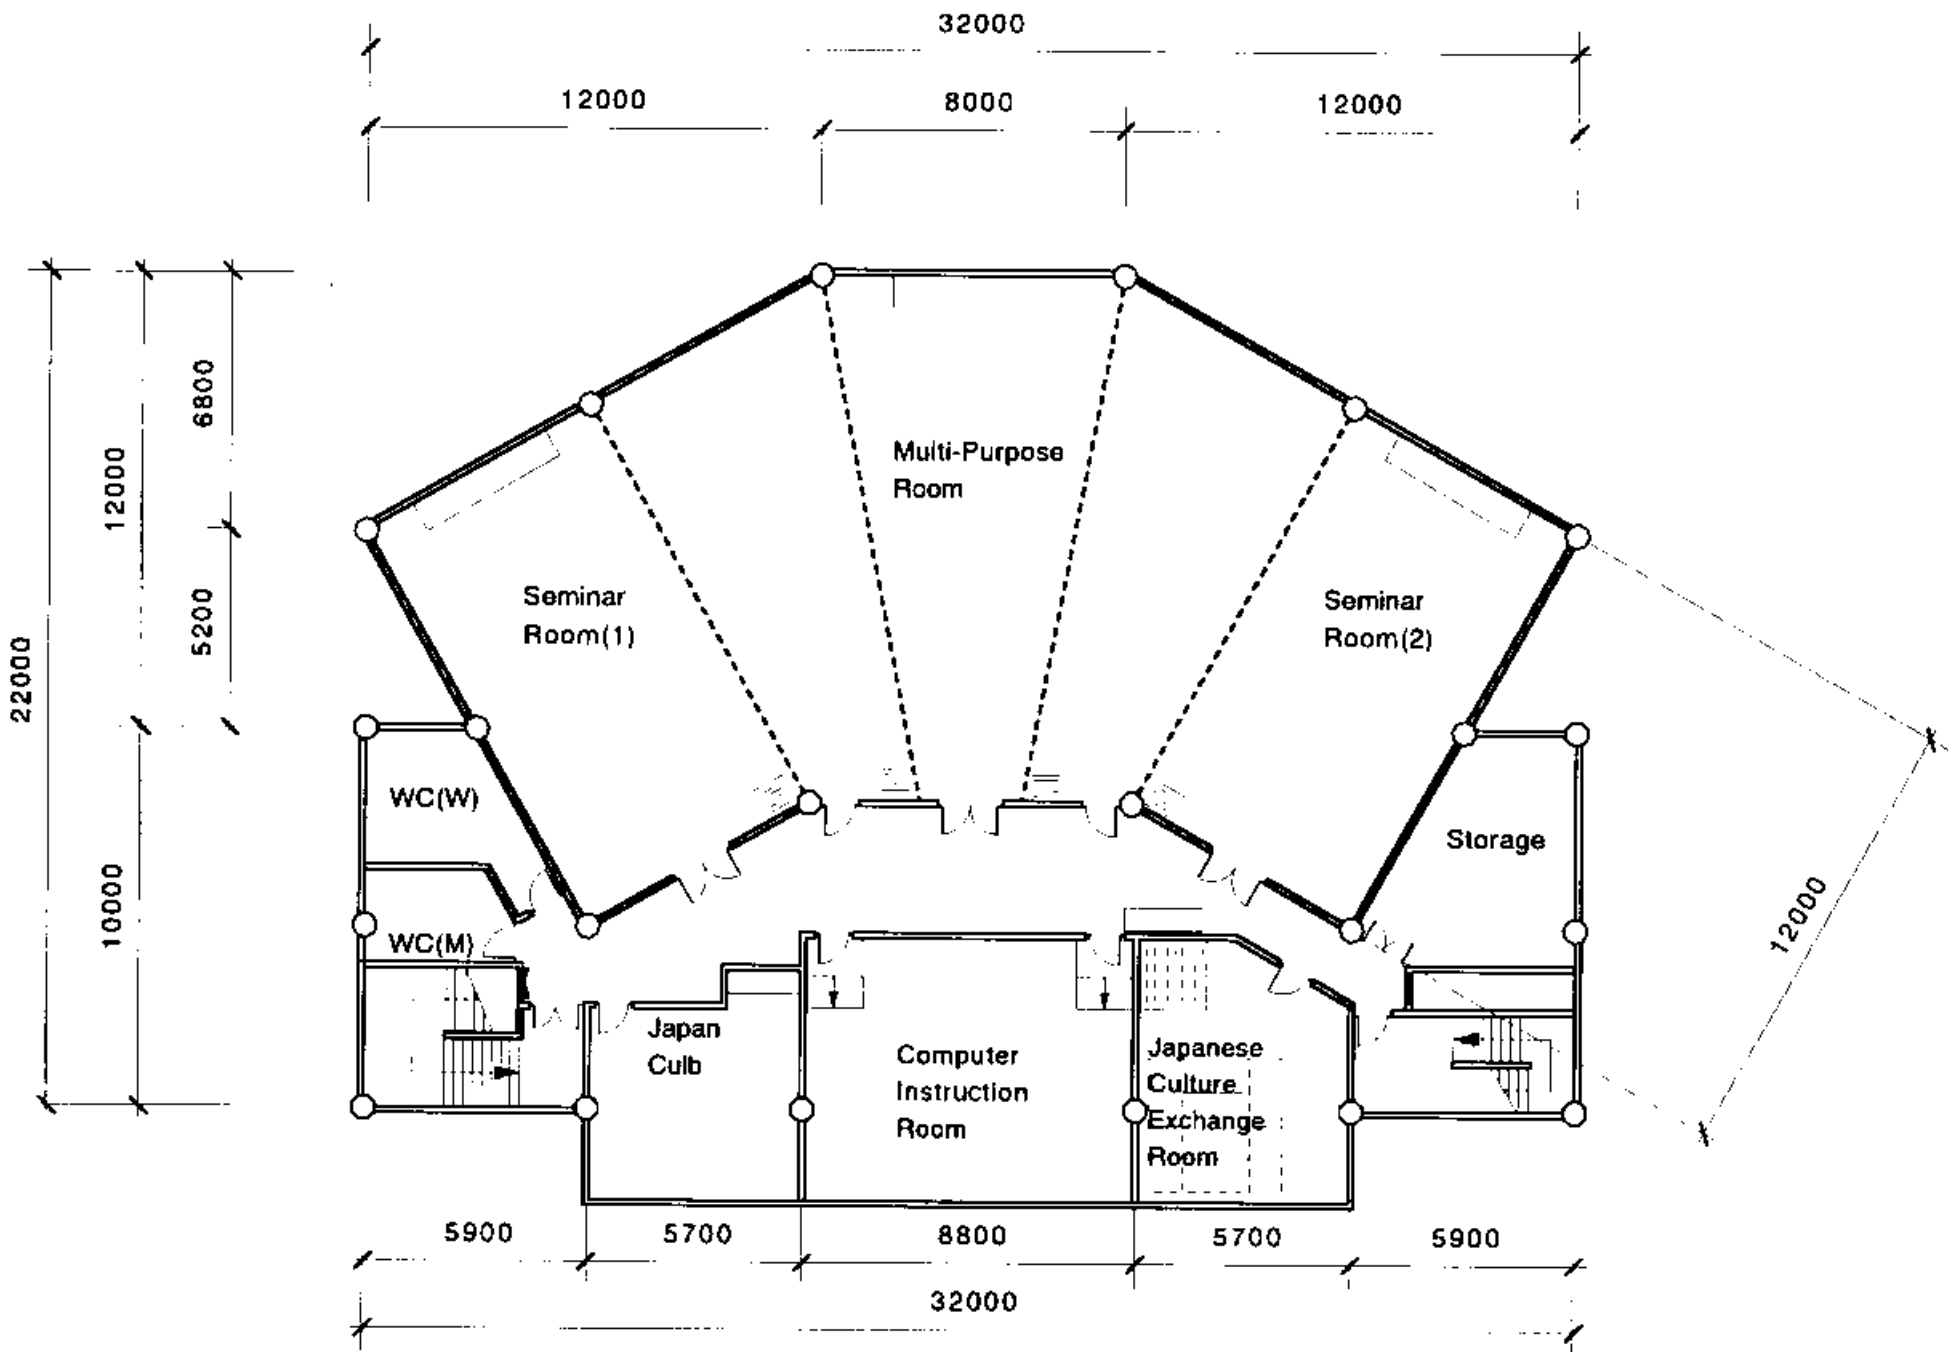 32000
12000
8000
12000
6800
12000
5200
22000
10000
Multi-Purpose
Room
Seminar
Room(1)
Seminar
Room(2)
WC(W)
Storage
WC(M)
12000
Japan
Culb
Computer
Instruction
Room
Japanese
Culture
Exchange
Room
5900
5700
8800
5700
5900
32000